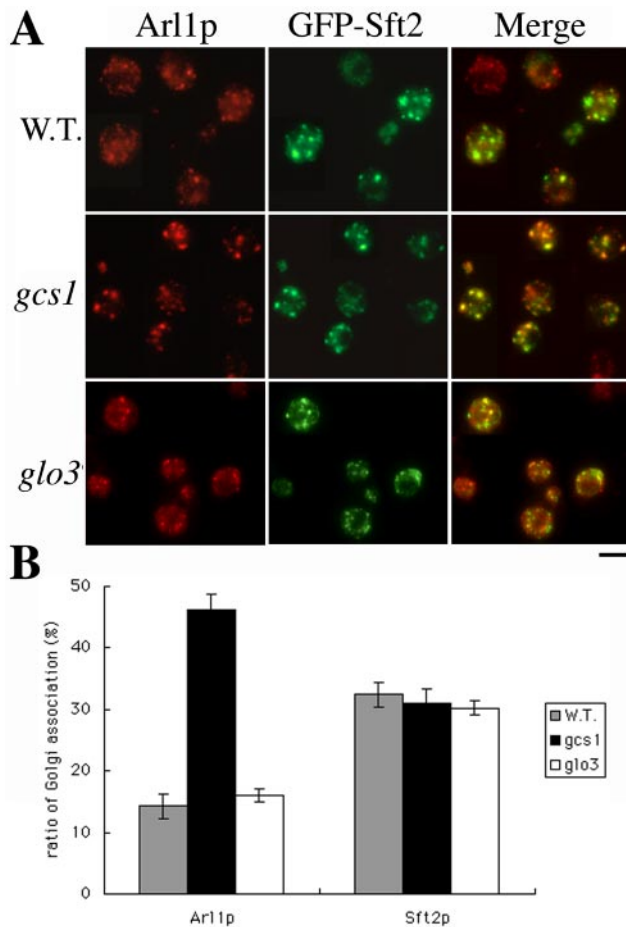 A
Arl1p GFP-Sft2 Merge
W.T.
gcs1
glo3
B
ratio of Golgi association (%)
50
40
30
20
10
0
Arl1p Sft2p
W.T.
gcs1
glo3